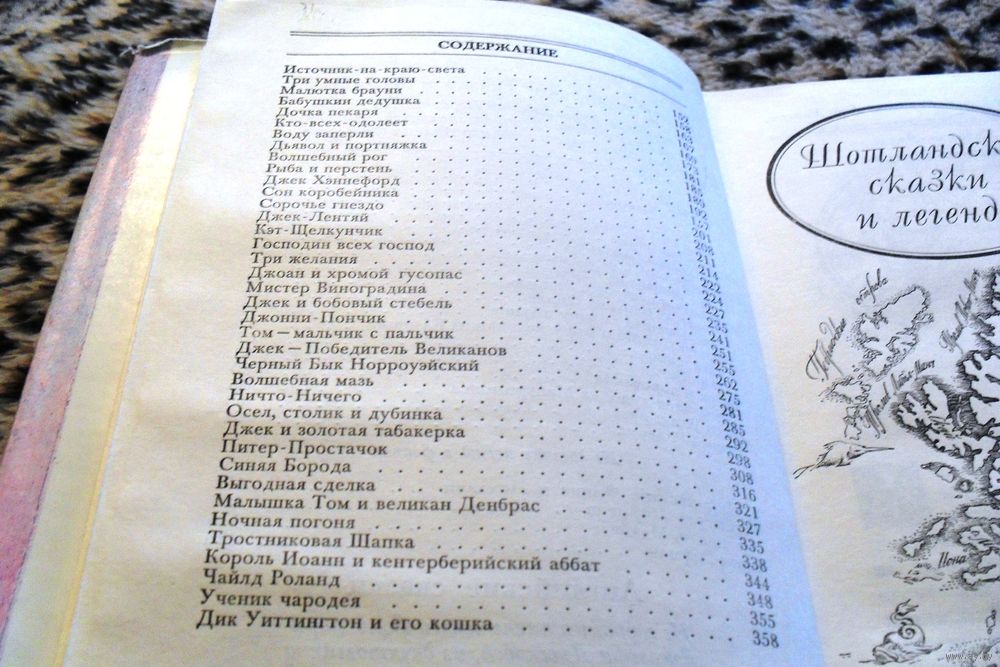 СОДЕРЖАНИЕ
Источник-на-краю-света
Три умные головы
Малютка брауни
Бабушкин дедушка
Дочка пекаря
Кто-всех-одолеет
Воду заперли
Дьявол и портняжка
Волшебный рог
Рыба и перстень 192
Джек Хэннефорд
Сон коробейника 201
Сорочье гнездо 208
Джек-Лентяй 211
Кэт-Щелкунчик 214
Господин всех господ 222
Три желания 224
Джоан и хромой гусопас 227
Мистер Виноградина 235
Джек и бобовый стебель 241
Джонни-Пончик 251
Том — мальчик с пальчик 255
Джек — Победитель Великанов 262
Черный Бык Норроуэйский 275
Волшебная мазь 281
Ничто-Ничего 285
Осел, столик и дубинка 292
Джек и золотая табакерка 298
Питер-Простачок 308
Синяя Борода 316
Выгодная сделка 321
Малышка Том и великан Денбрас 327
Ночная погоня 335
Тростниковая Шапка 338
Король Иоанн и кентерберийский аббат 344
Чайлд Роланд 348
Ученик чародея 355
Дик Уиттингтон и его кошка 358
Шотландск
сказки
и леген
острова
Иона